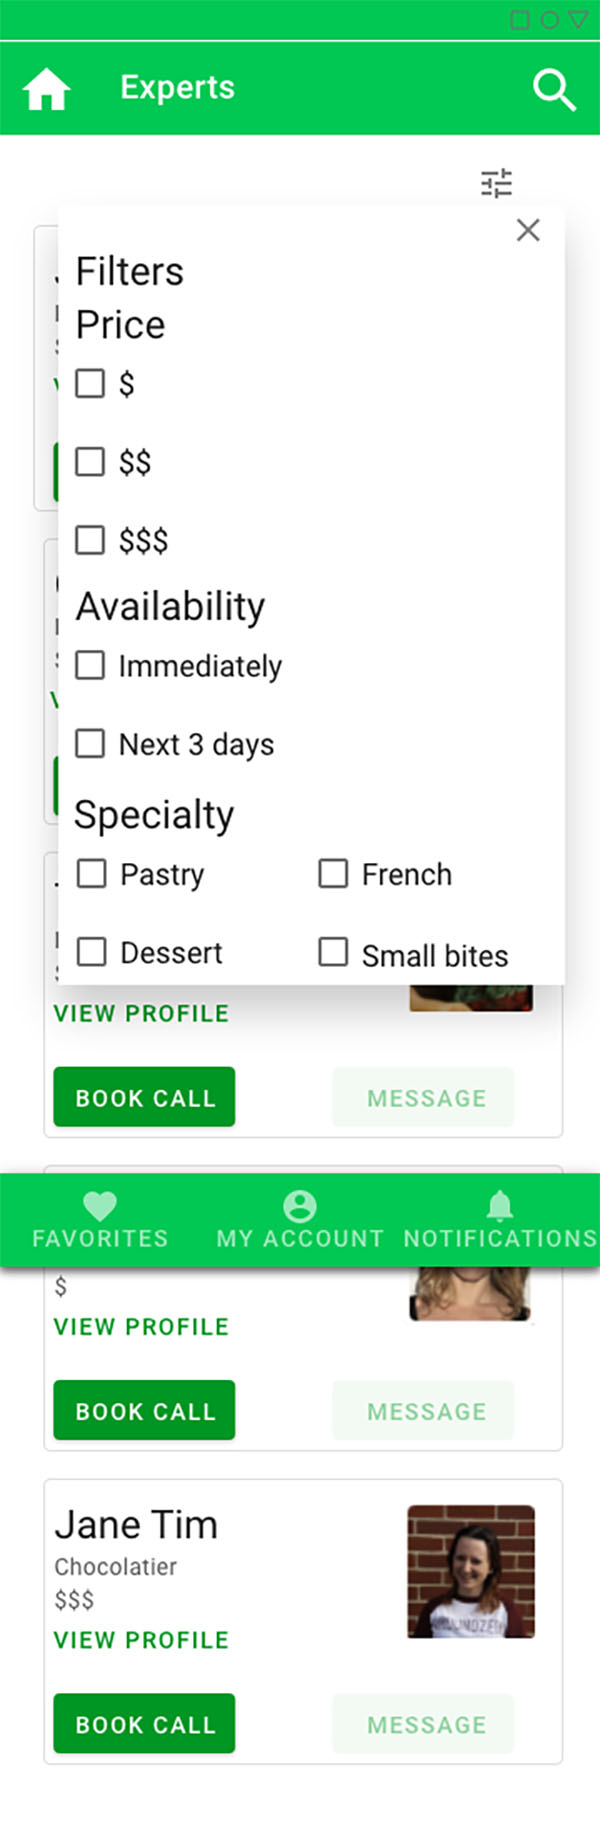 Experts
Filters
Price
$
$$
$$$
Availability
Immediately
Next 3 days
Specialty
Pastry
French
Dessert
Small bites
VIEW PROFILE
BOOK CALL
MESSAGE
FAVORITES
MY ACCOUNT
NOTIFICATIONS
$
VIEW PROFILE
BOOK CALL
MESSAGE
Jane Tim
Chocolatier
$$$
VIEW PROFILE
BOOK CALL
MESSAGE